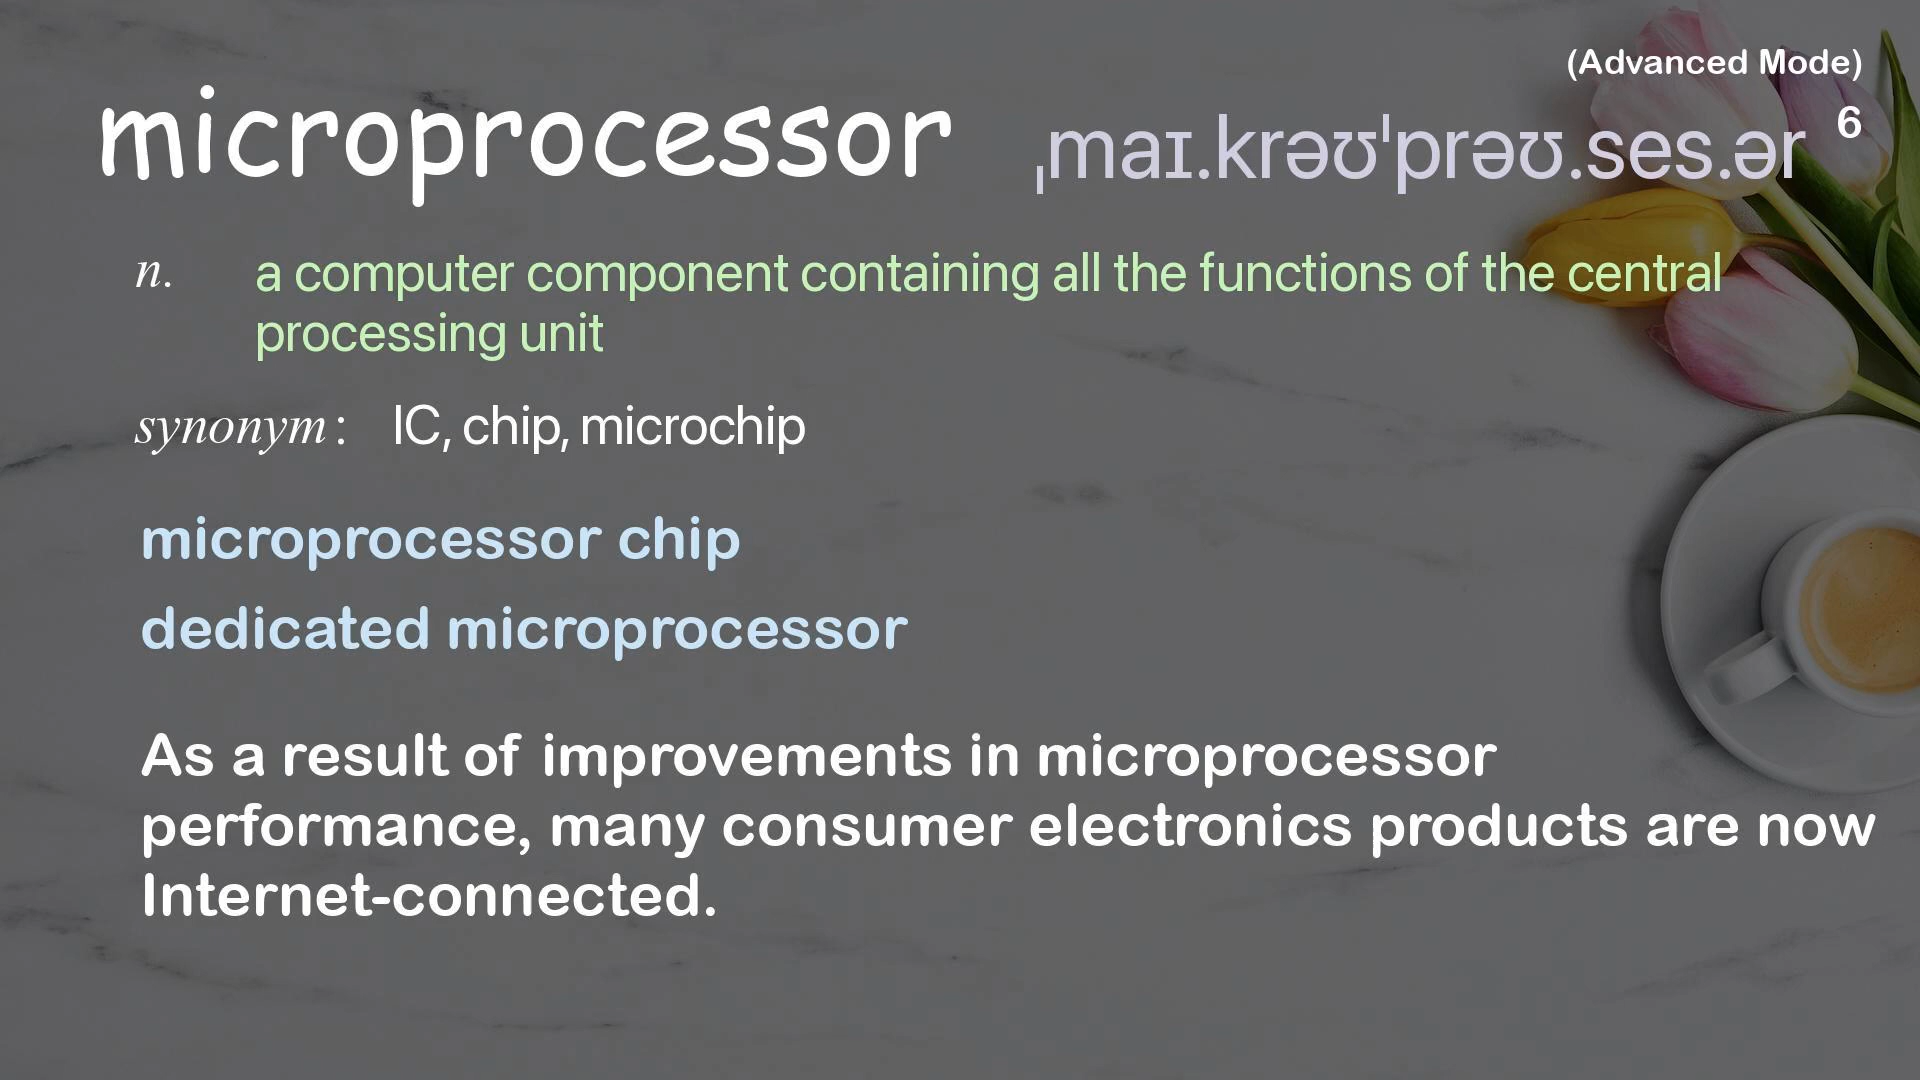 (Advanced Mode)
microprocessor ˌmaɪ.krəʊˈprəʊ.ses.ər 6
n. a computer component containing all the functions of the central
processing unit
synonym: IC, chip, microchip
microprocessor chip
dedicated microprocessor
As a result of improvements in microprocessor
performance, many consumer electronics products are now
Internet-connected.